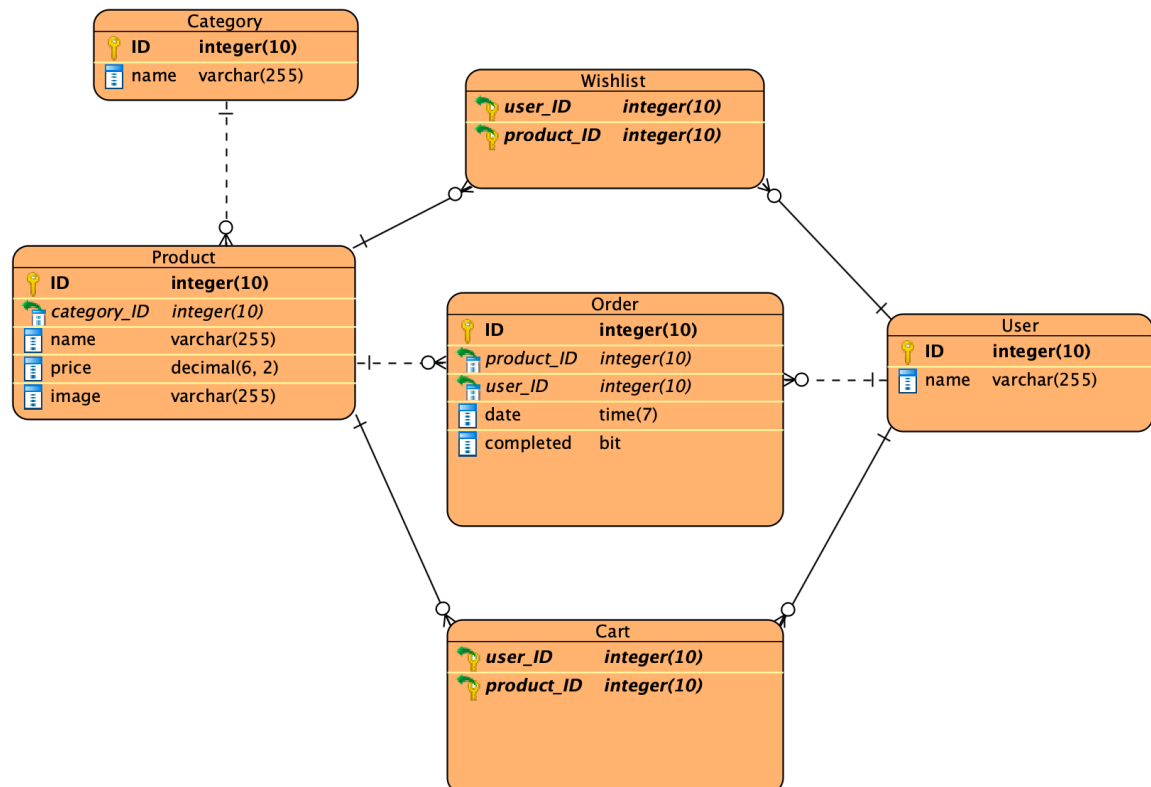 Category
ID integer(10)
name varchar(255)
Wishlist
user_ID integer(10)
product_ID integer(10)
Product
ID integer(10)
category_ID integer(10)
name varchar(255)
price decimal(6, 2)
image varchar(255)
Order
ID integer(10)
product_ID integer(10)
user_ID integer(10)
date time(7)
completed bit
User
ID integer(10)
name varchar(255)
Cart
user_ID integer(10)
product_ID integer(10)